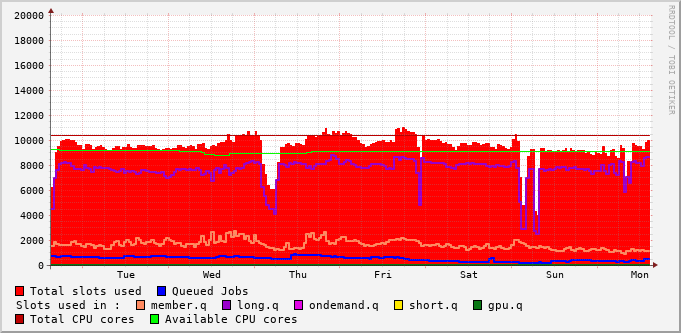 RRDTOOL / TOBI OETIKER
20000
18000
16000
14000
12000
10000
8000
6000
4000
2000
0
Tue Wed Thu Fri Sat Sun Mon
Total slots used Queued Jobs
Slots used in : member.q long.q ondemand.q short.q gpu.q
Total CPU cores Available CPU cores